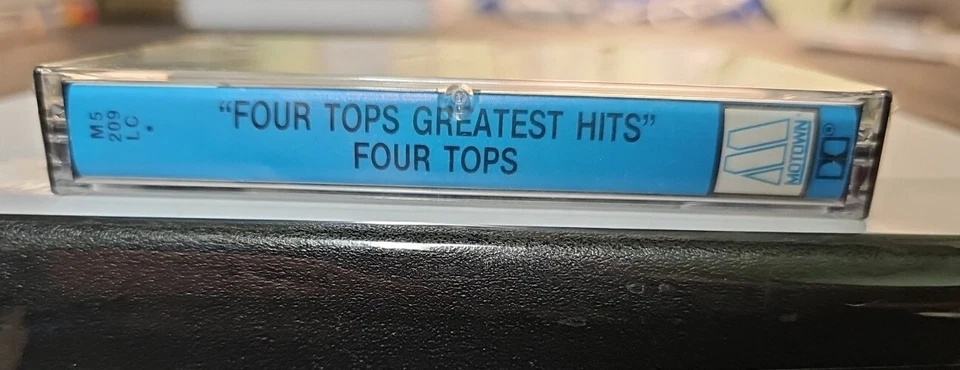 M5
209
LC
*
“FOUR TOPS GREATEST HITS”
FOUR TOPS
MOTOWN